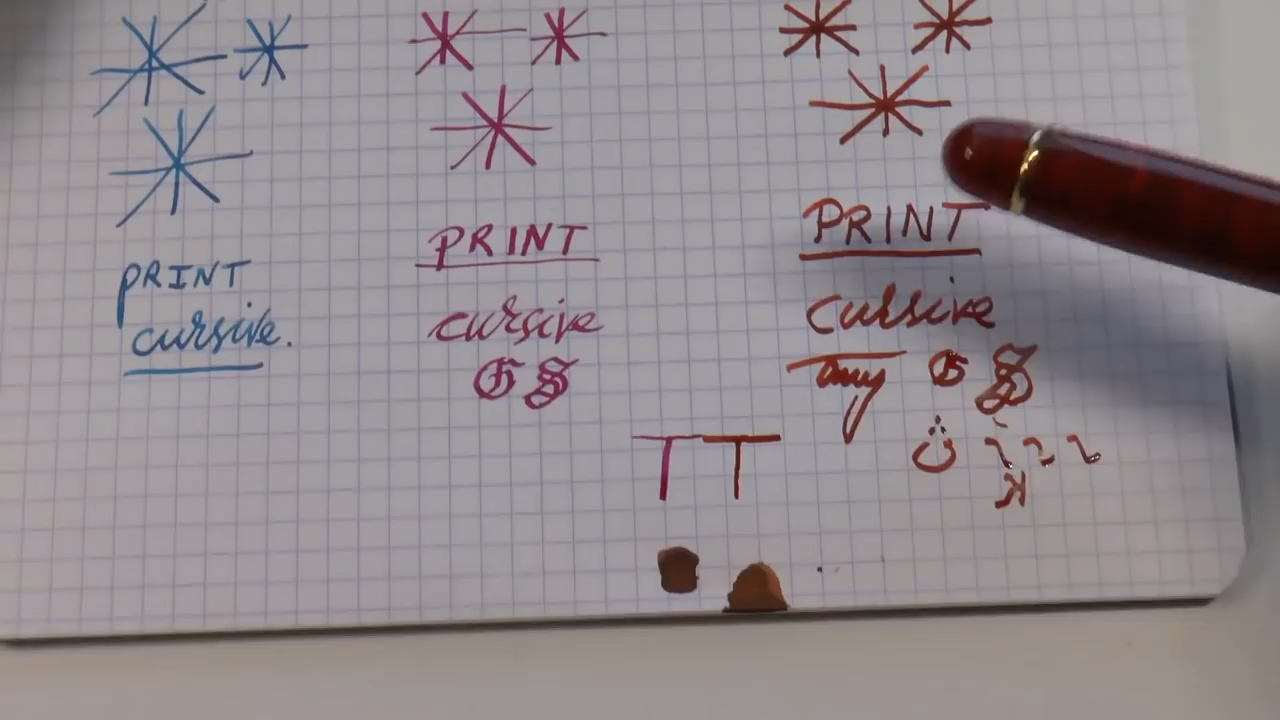 PRINT
cursive.
PRINT
cursive
G S
PRINT
cursive
G S
T T